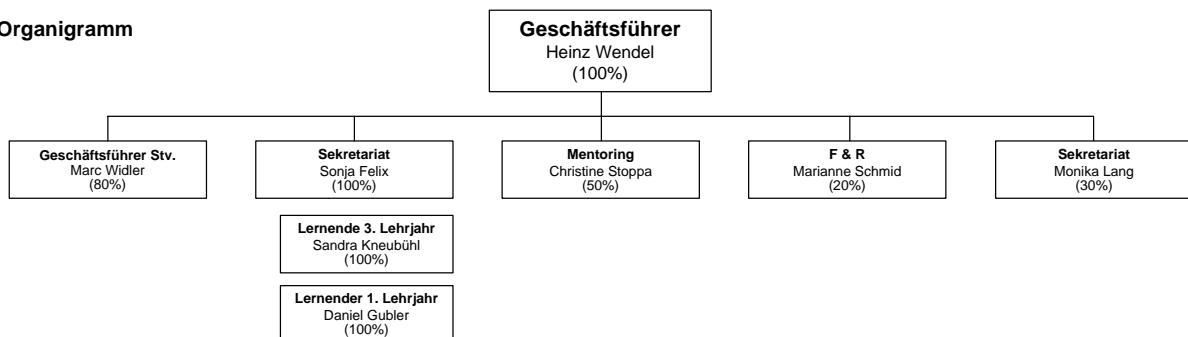 Organigramm
Geschäftsführer
Heinz Wendel
(100%)
Geschäftsführer Stv.
Marc Widler
(80%)
Sekretariat
Sonja Felix
(100%)
Mentoring
Christine Stoppa
(50%)
F & R
Marianne Schmid
(20%)
Sekretariat
Monika Lang
(30%)
Lernende 3. Lehrjahr
Sandra Kneubühl
(100%)
Lernender 1. Lehrjahr
Daniel Gubler
(100%)